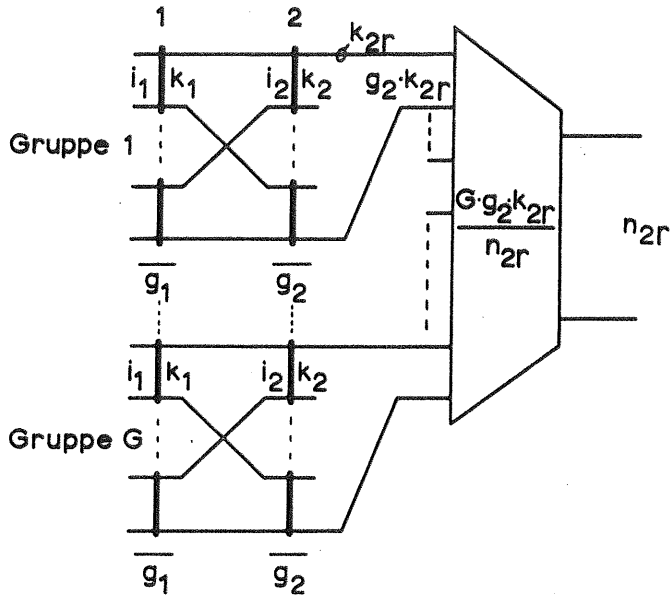 1 2
k₂ᵣ
i₁ k₁ i₂ k₂ g₂·k₂ᵣ
Gruppe 1
G·g₂·k₂ᵣ
n₂ᵣ
n₂ᵣ
g₁ g₂
i₁ k₁ i₂ k₂
Gruppe G
g₁ g₂